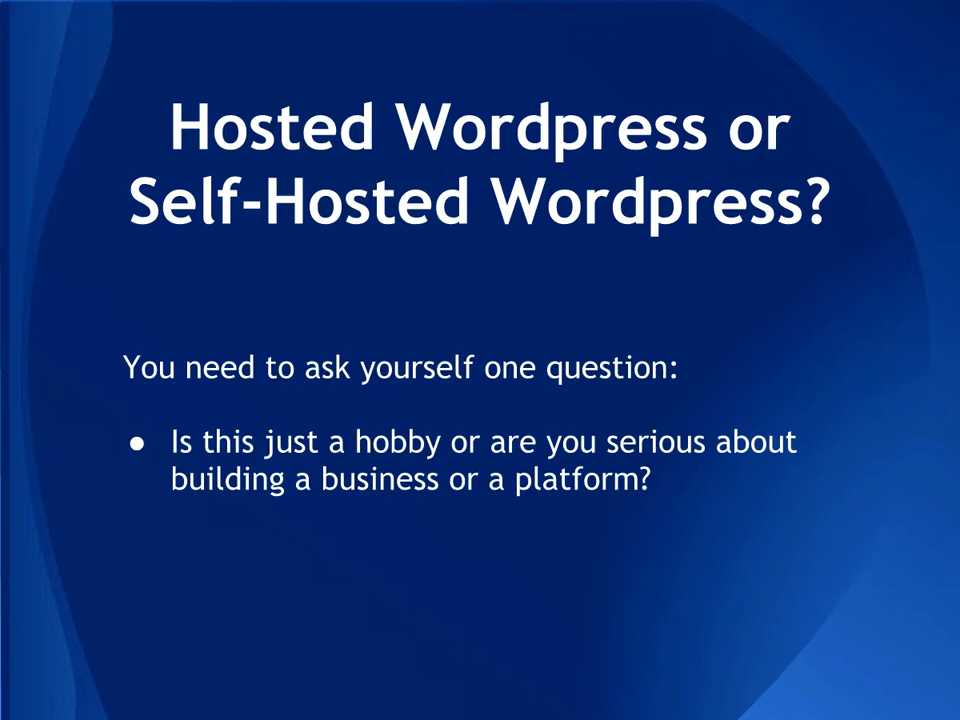 Hosted Wordpress or
Self-Hosted Wordpress?
You need to ask yourself one question:
● Is this just a hobby or are you serious about
building a business or a platform?